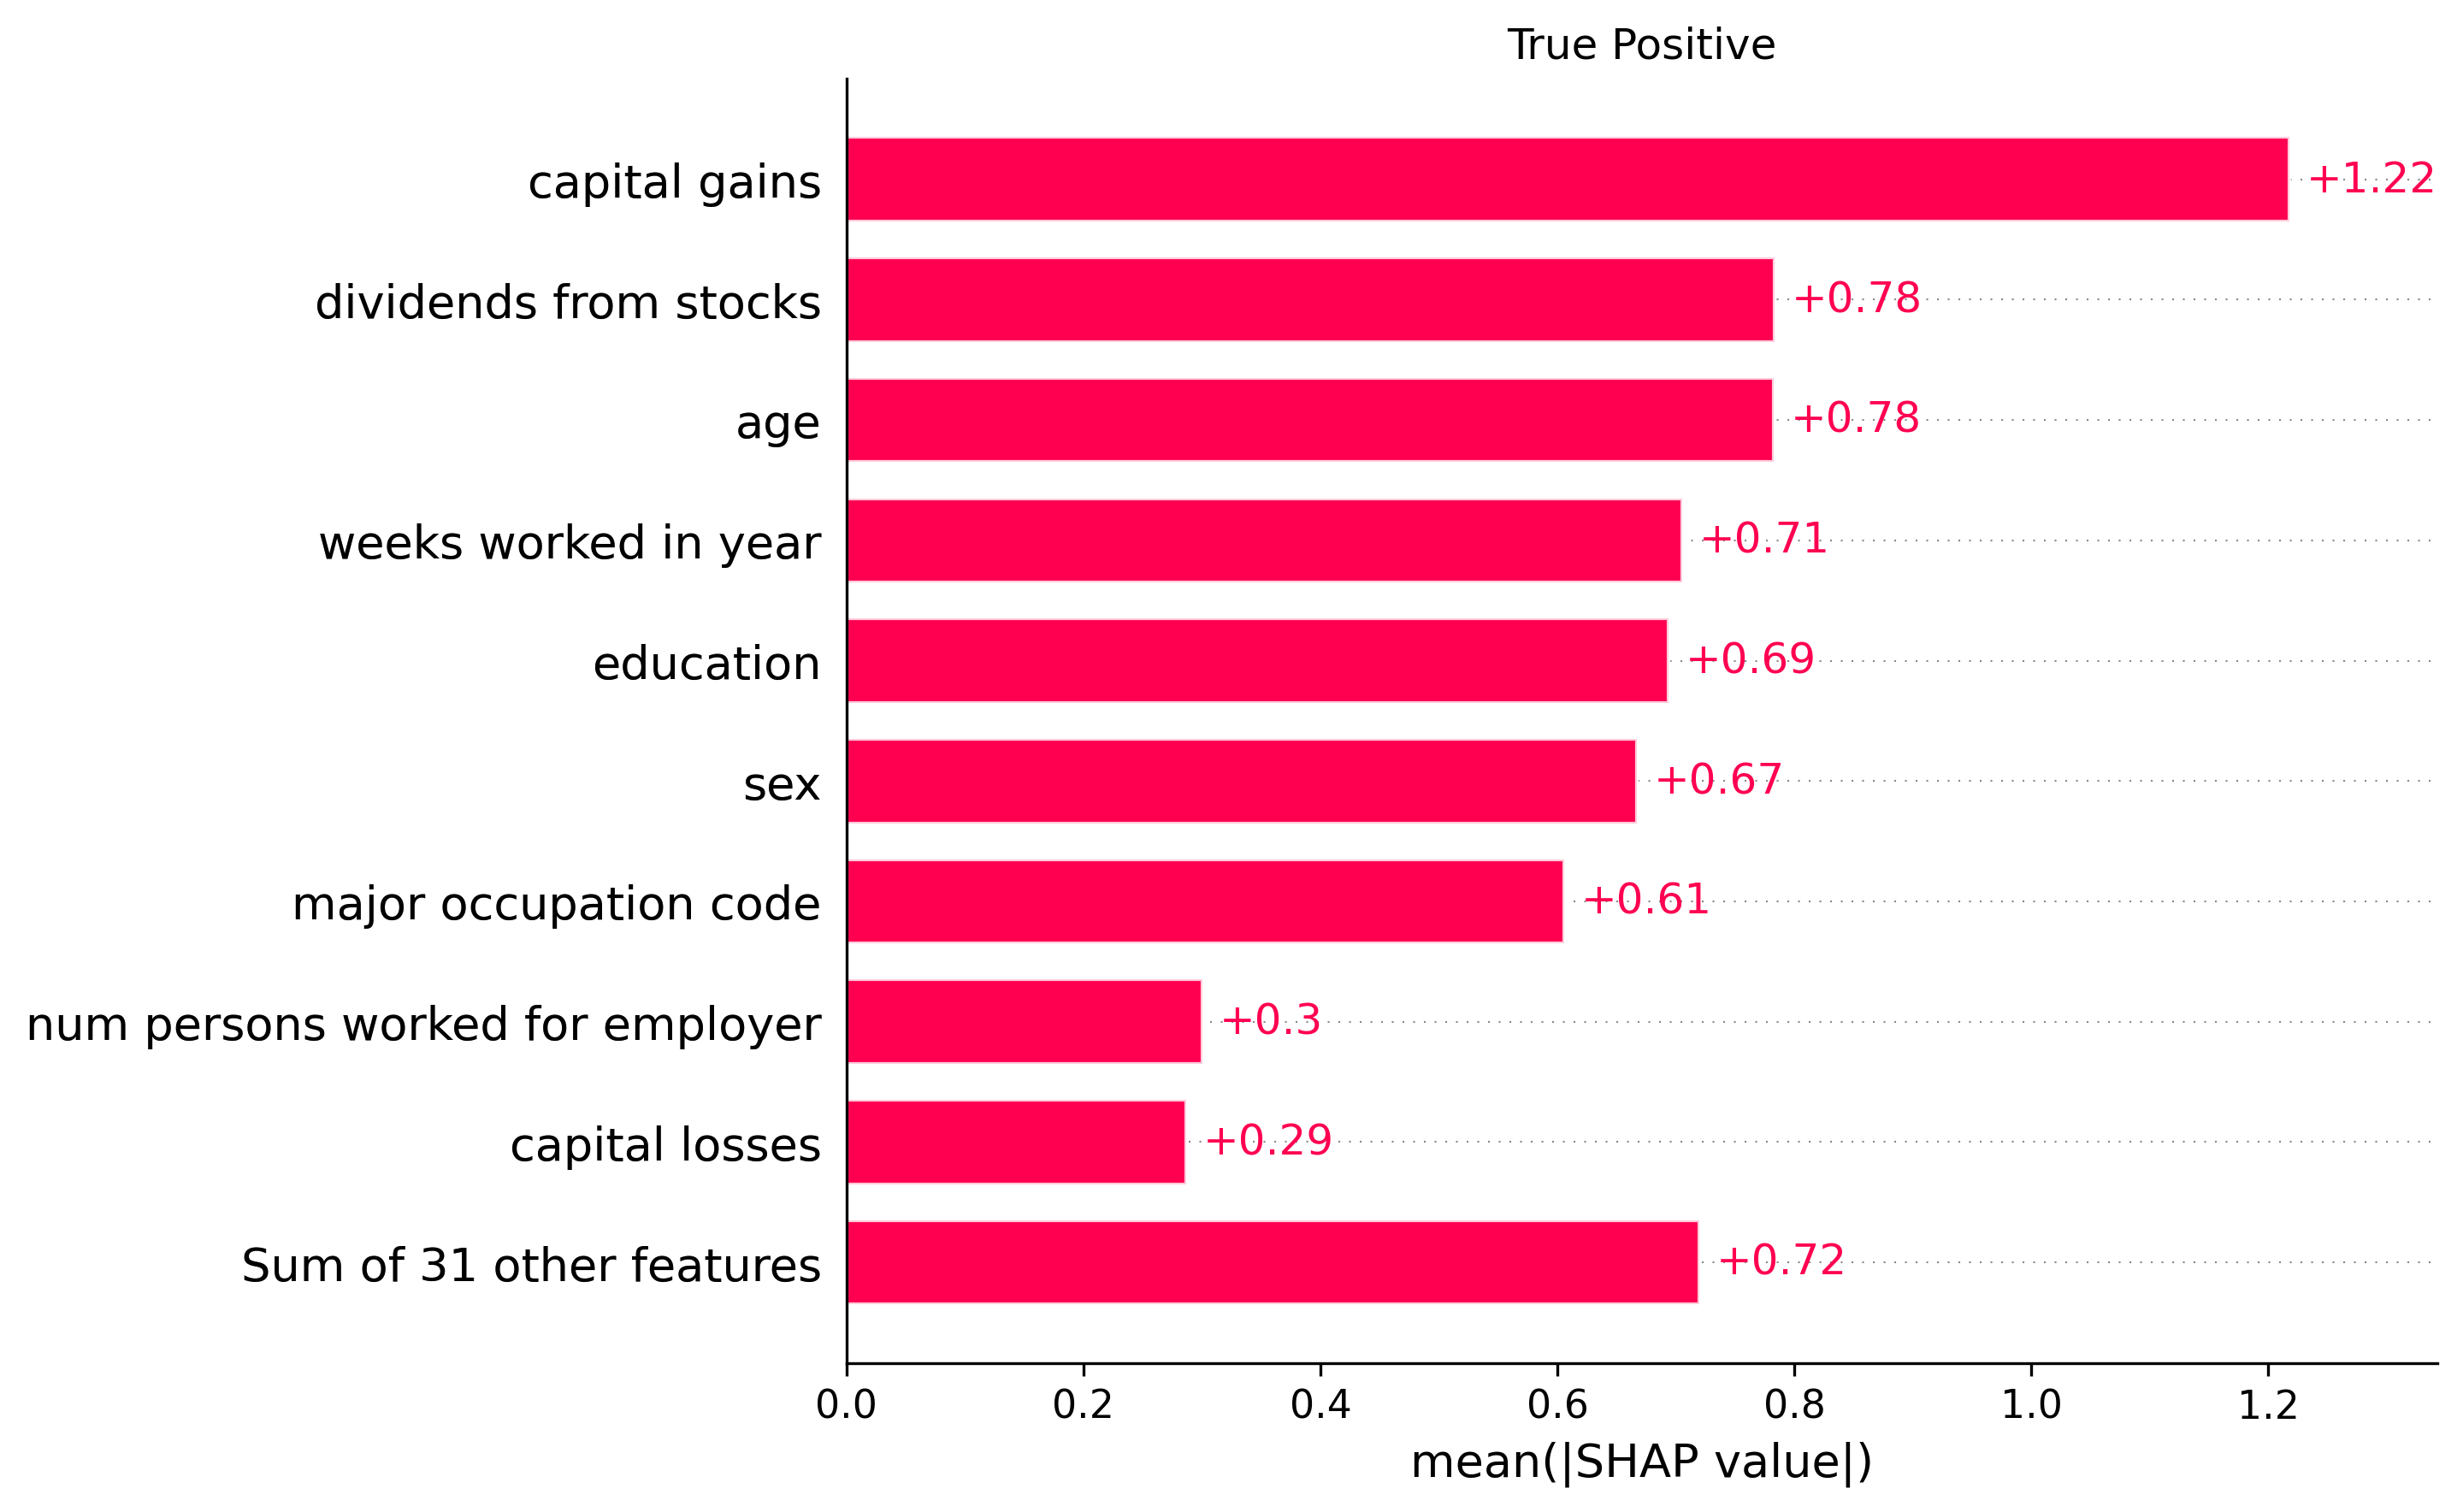 True Positive
capital gains +1.22
dividends from stocks +0.78
age +0.78
weeks worked in year +0.71
education +0.69
sex +0.67
major occupation code +0.61
num persons worked for employer +0.3
capital losses +0.29
Sum of 31 other features +0.72
0.0 0.2 0.4 0.6 0.8 1.0 1.2
mean(|SHAP value|)